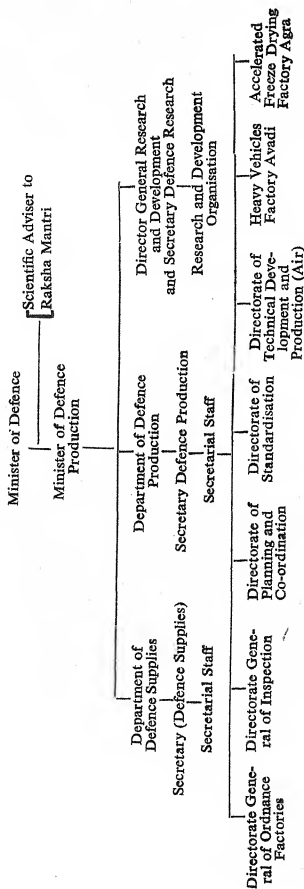 Minister of Defence
Scientific Adviser to
Raksha Mantri
Minister of Defence
Production
Department of
Defence Supplies
Secretary (Defence Supplies)
Secretarial Staff
Department of Defence
Production
Secretary Defence Production
Secretarial Staff
Director General Research
and Development
and Secretary Defence Research
Research and Development
Organisation
Directorate Gene-
ral of Ordnance
Factories
Directorate Gene-
ral of Inspection
Directorate of
Planning and
Co-ordination
Directorate of
Standardisation
Directorate of
Technical Deve-
lopment and
Production (Air)
Heavy Vehicles
Factory Avadi
Accelerated
Freeze Drying
Factory Agra